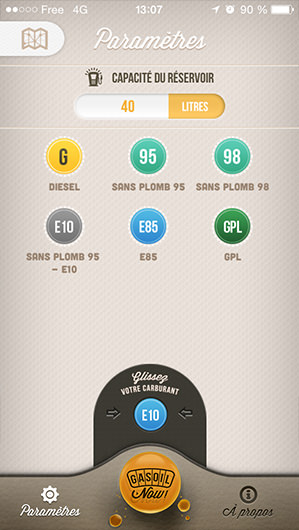 Free 4G 13:07 90 %
Paramètres
CAPACITÉ DU RÉSERVOIR
40 LITRES
G 95 98
DIESEL SANS PLOMB 95 SANS PLOMB 98
E10 E85 GPL
SANS PLOMB 95 E85 GPL
– E10
Glissez
VOTRE CARBURANT
E10
GASOIL
Now!
Paramètres À propos